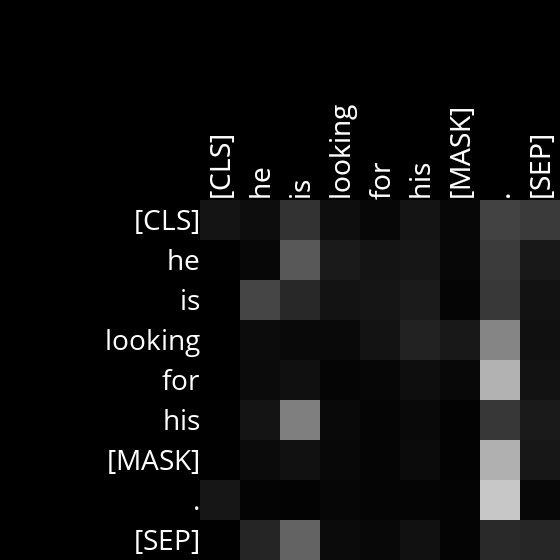 [CLS] he is looking for his [MASK] . [SEP]
[CLS]
he
is
looking
for
his
[MASK]
.
[SEP]